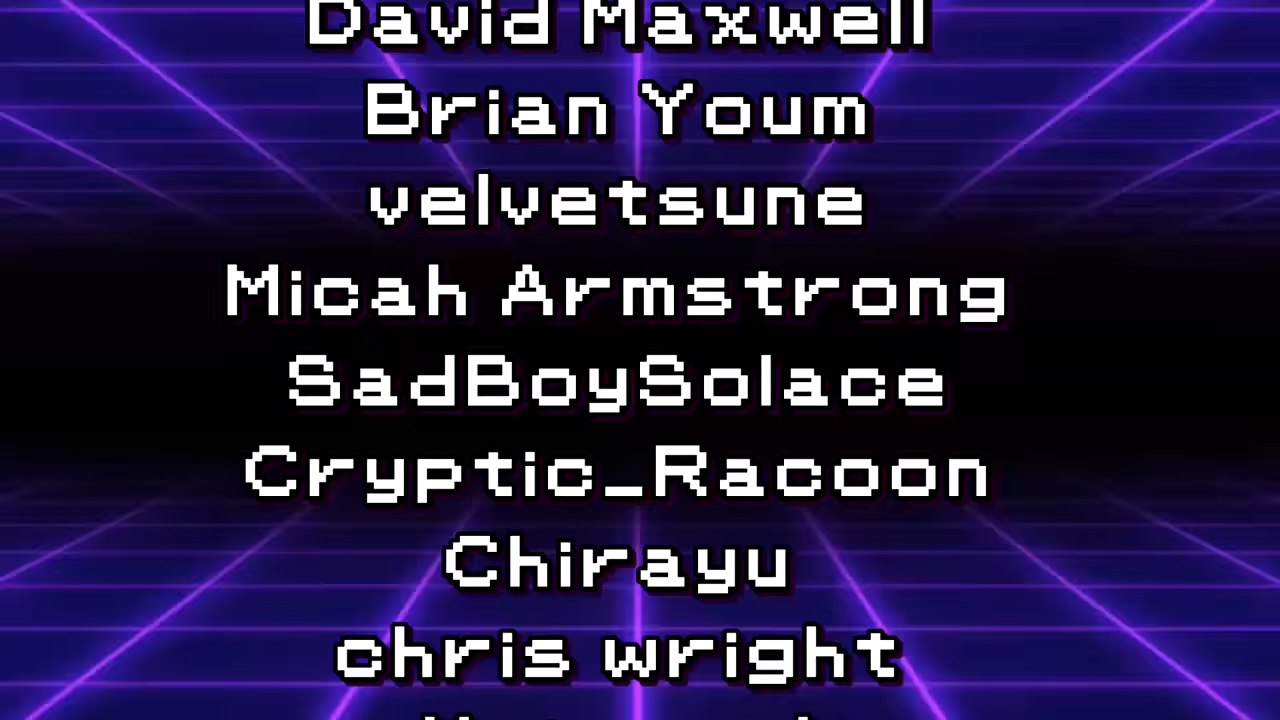 David Maxwell
Brian Youm
velvetsune
Micah Armstrong
SadBoySolace
Cryptic_Racoon
Chirayu
chris wright